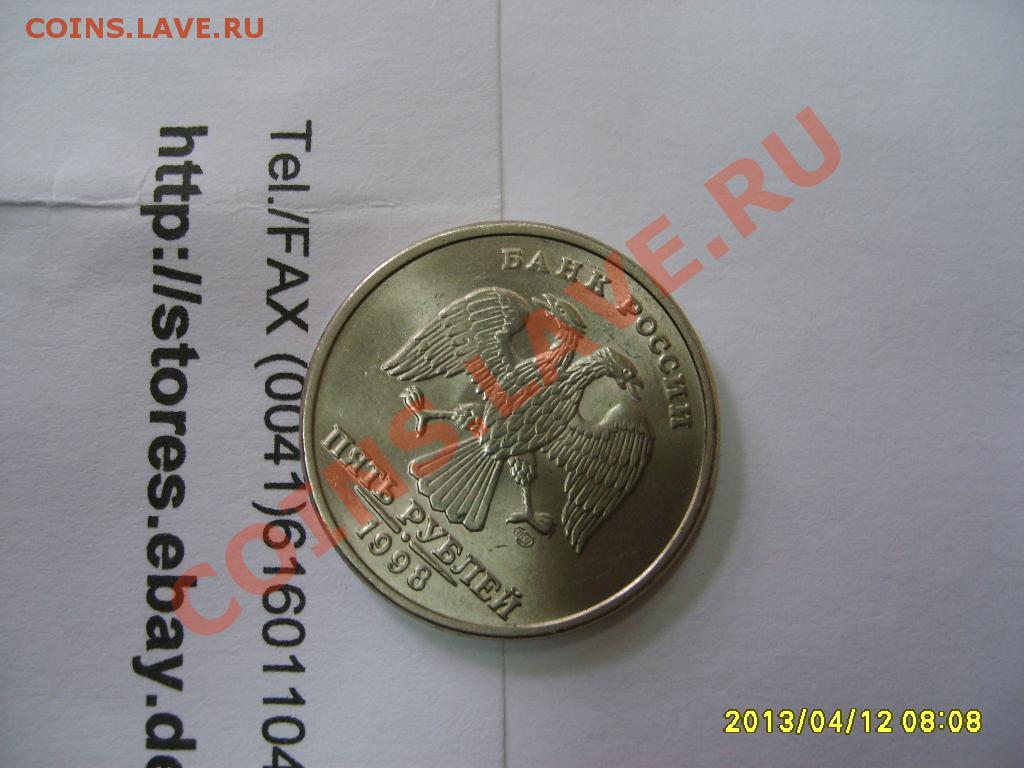 COINS.LAVE.RU
Tel./FAX (0041)61601104
http://stores.ebay.de
COINS.LAVE.RU
БАНК РОССИИ
ПЯТЬ РУБЛЕЙ
1998
2013/04/12 08:08